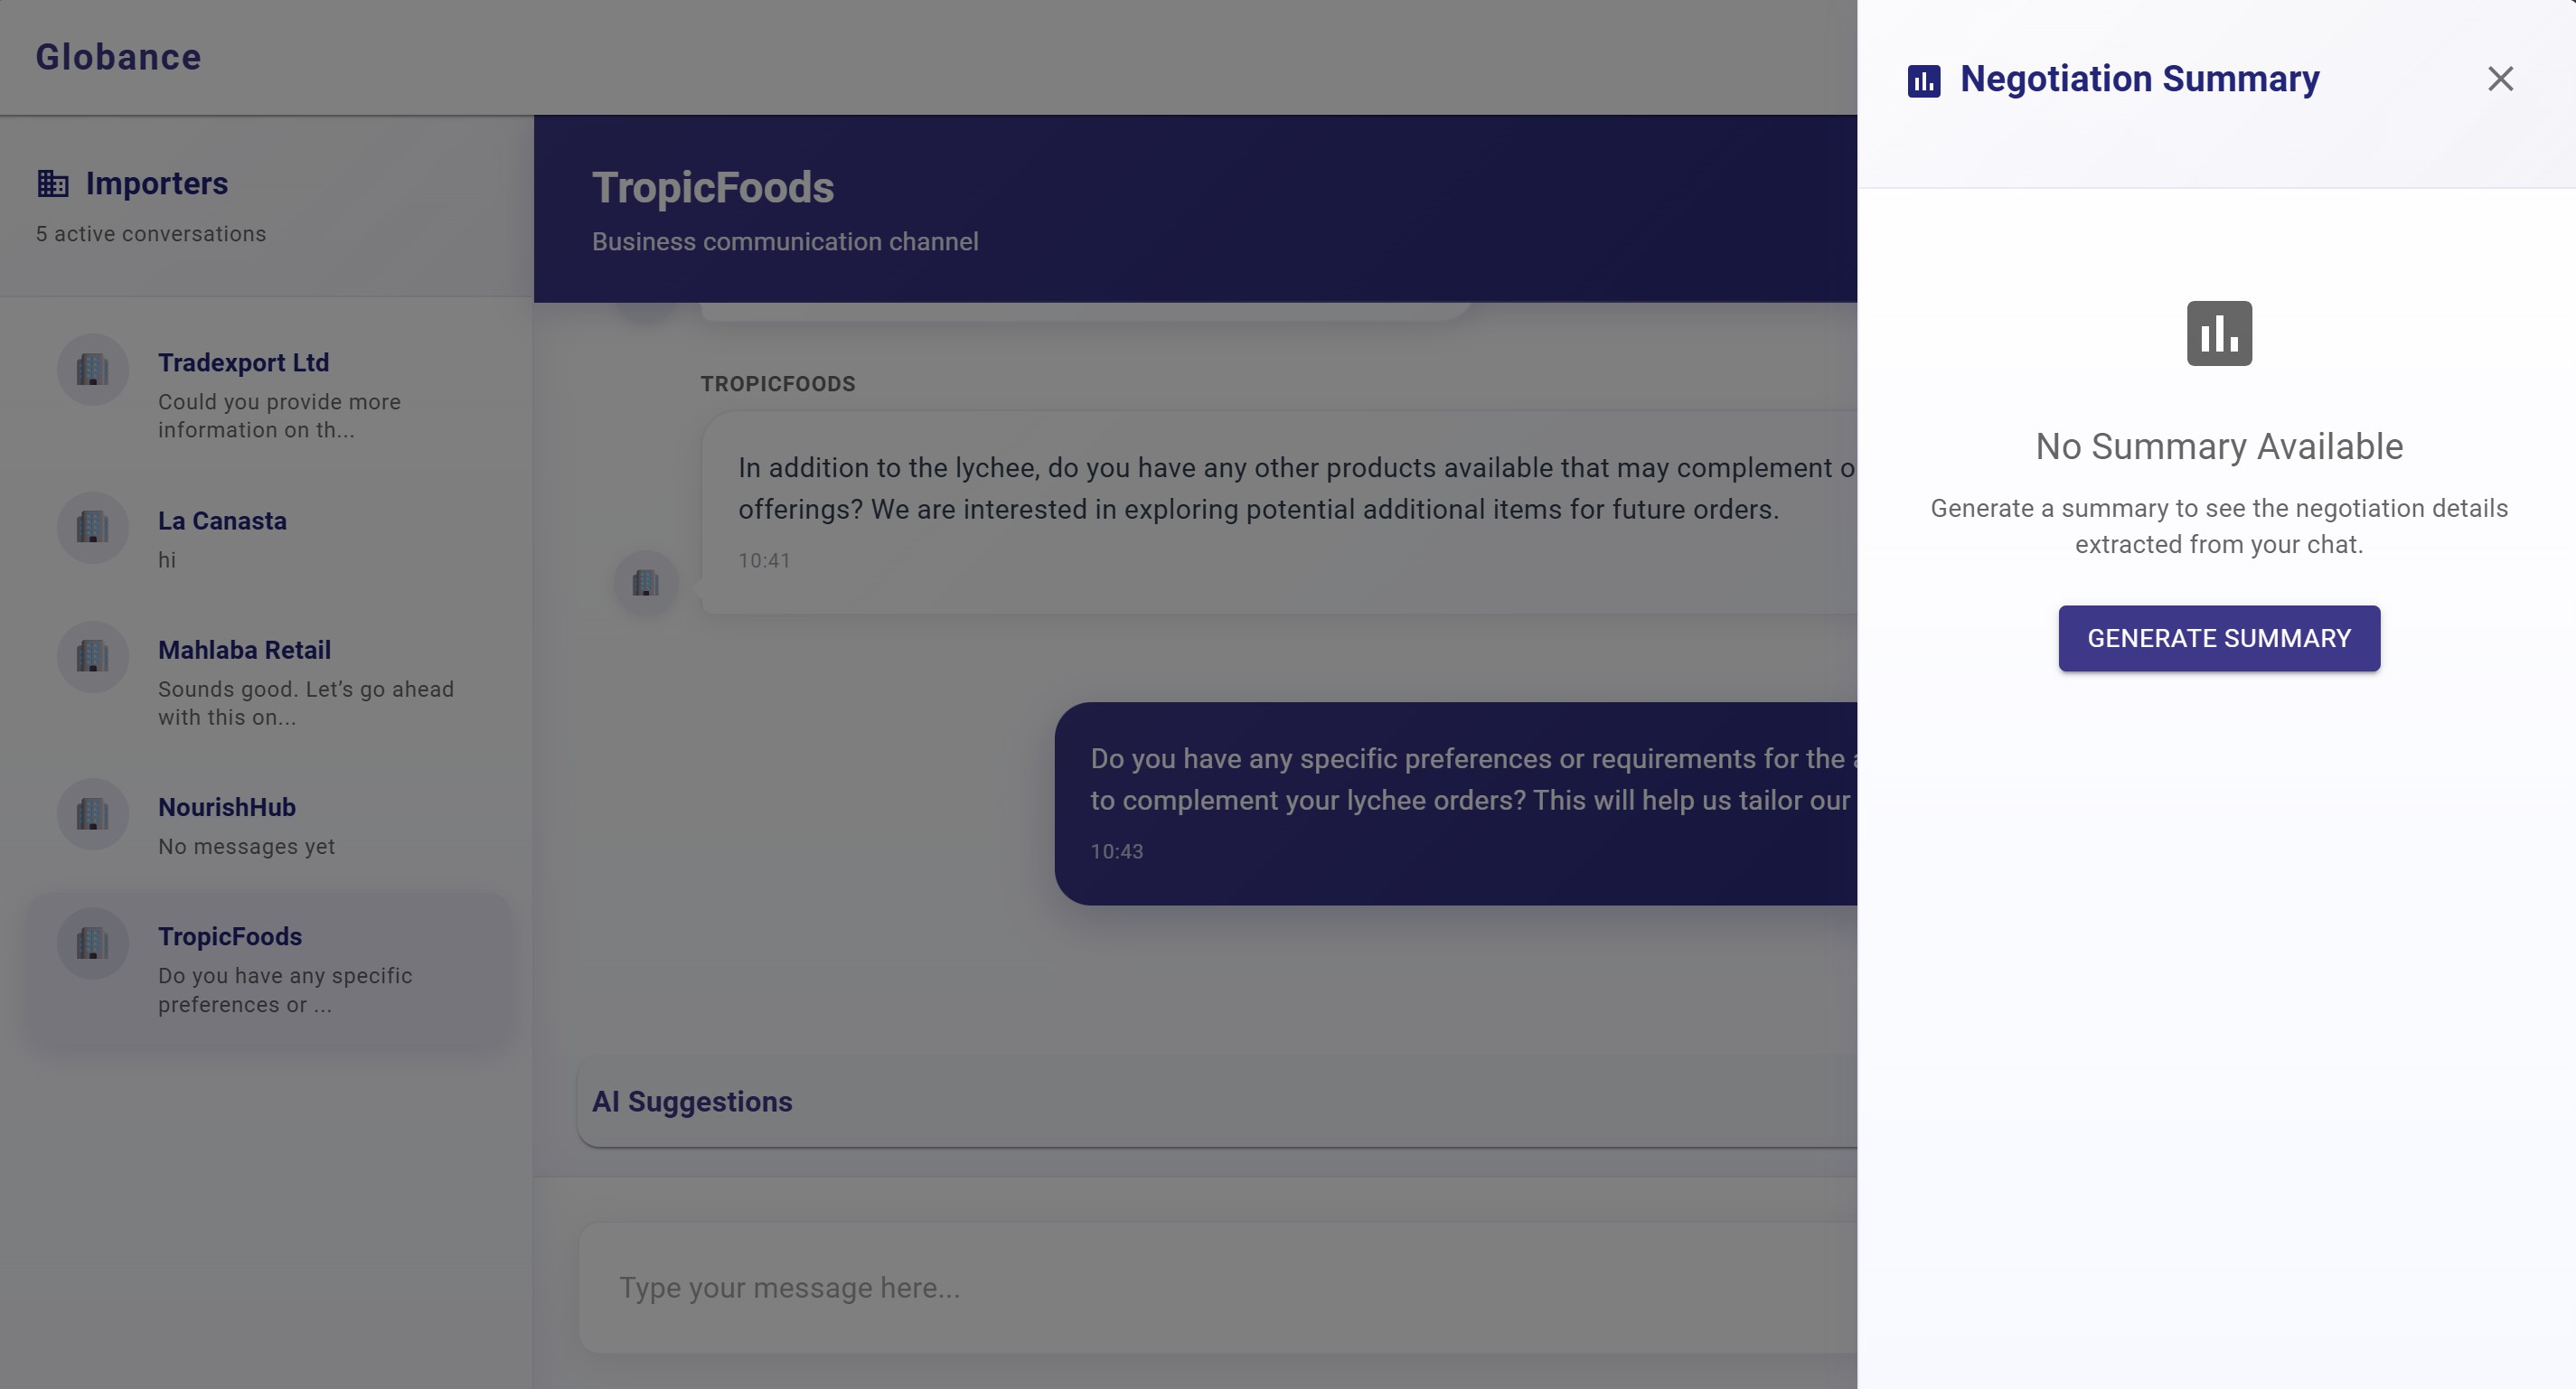 Globance
Importers
5 active conversations
Tradexport Ltd
Could you provide more
information on th...
La Canasta
hi
Mahlaba Retail
Sounds good. Let’s go ahead
with this on...
NourishHub
No messages yet
TropicFoods
Do you have any specific
preferences or ...
TropicFoods
Business communication channel
TROPICFOODS
In addition to the lychee, do you have any other products available that may complement
offerings? We are interested in exploring potential additional items for future orders.
10:41
Do you have any specific preferences or requirements for the
to complement your lychee orders? This will help us tailor our
10:43
AI Suggestions
Type your message here...
Negotiation Summary
No Summary Available
Generate a summary to see the negotiation details
extracted from your chat.
GENERATE SUMMARY